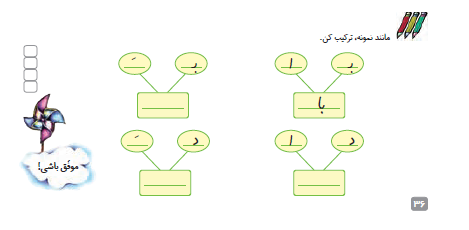 مانند نمونه، ترکیب کن.
بـ ا بـ ـَ
با
د ا د ـَ
موفّق باشی!
۳۶